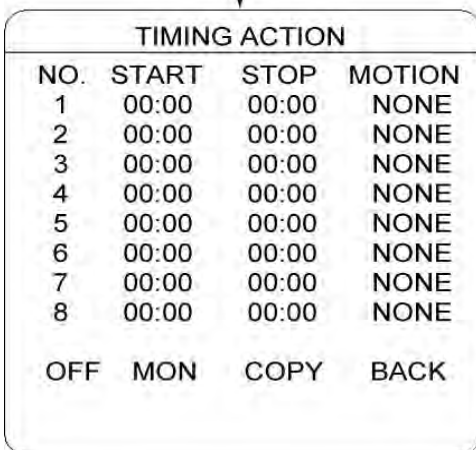 TIMING ACTION
NO. START STOP MOTION
1 00:00 00:00 NONE
2 00:00 00:00 NONE
3 00:00 00:00 NONE
4 00:00 00:00 NONE
5 00:00 00:00 NONE
6 00:00 00:00 NONE
7 00:00 00:00 NONE
8 00:00 00:00 NONE
OFF MON COPY BACK